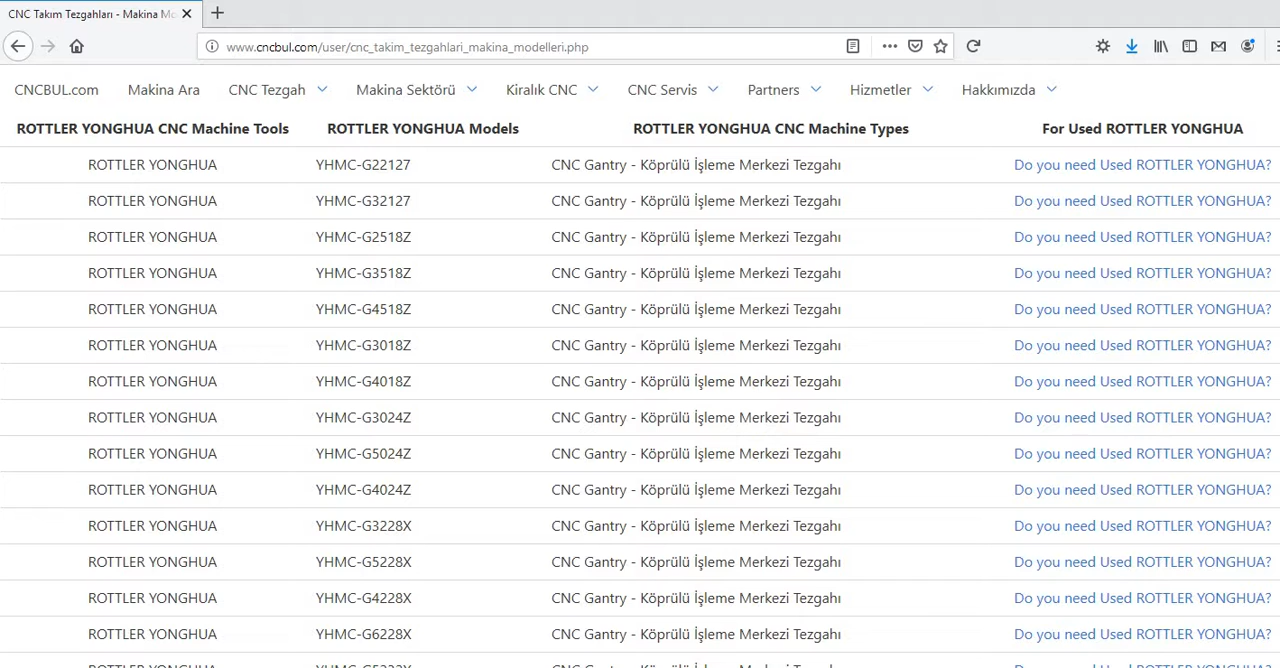 CNC Takım Tezgahları - Makina Mo
www.cncbul.com/user/cnc_takim_tezgahlari_makina_modelleri.php
CNCBUL.com Makina Ara CNC Tezgah Makina Sektörü Kiralık CNC CNC Servis Partners Hizmetler Hakkımızda
ROTTLER YONGHUA CNC Machine Tools ROTTLER YONGHUA Models ROTTLER YONGHUA CNC Machine Types For Used ROTTLER YONGHUA
ROTTLER YONGHUA YHMC-G22127 CNC Gantry - Köprülü İşleme Merkezi Tezgahı Do you need Used ROTTLER YONGHUA?
ROTTLER YONGHUA YHMC-G32127 CNC Gantry - Köprülü İşleme Merkezi Tezgahı Do you need Used ROTTLER YONGHUA?
ROTTLER YONGHUA YHMC-G2518Z CNC Gantry - Köprülü İşleme Merkezi Tezgahı Do you need Used ROTTLER YONGHUA?
ROTTLER YONGHUA YHMC-G3518Z CNC Gantry - Köprülü İşleme Merkezi Tezgahı Do you need Used ROTTLER YONGHUA?
ROTTLER YONGHUA YHMC-G4518Z CNC Gantry - Köprülü İşleme Merkezi Tezgahı Do you need Used ROTTLER YONGHUA?
ROTTLER YONGHUA YHMC-G3018Z CNC Gantry - Köprülü İşleme Merkezi Tezgahı Do you need Used ROTTLER YONGHUA?
ROTTLER YONGHUA YHMC-G4018Z CNC Gantry - Köprülü İşleme Merkezi Tezgahı Do you need Used ROTTLER YONGHUA?
ROTTLER YONGHUA YHMC-G3024Z CNC Gantry - Köprülü İşleme Merkezi Tezgahı Do you need Used ROTTLER YONGHUA?
ROTTLER YONGHUA YHMC-G5024Z CNC Gantry - Köprülü İşleme Merkezi Tezgahı Do you need Used ROTTLER YONGHUA?
ROTTLER YONGHUA YHMC-G4024Z CNC Gantry - Köprülü İşleme Merkezi Tezgahı Do you need Used ROTTLER YONGHUA?
ROTTLER YONGHUA YHMC-G3228X CNC Gantry - Köprülü İşleme Merkezi Tezgahı Do you need Used ROTTLER YONGHUA?
ROTTLER YONGHUA YHMC-G5228X CNC Gantry - Köprülü İşleme Merkezi Tezgahı Do you need Used ROTTLER YONGHUA?
ROTTLER YONGHUA YHMC-G4228X CNC Gantry - Köprülü İşleme Merkezi Tezgahı Do you need Used ROTTLER YONGHUA?
ROTTLER YONGHUA YHMC-G6228X CNC Gantry - Köprülü İşleme Merkezi Tezgahı Do you need Used ROTTLER YONGHUA?